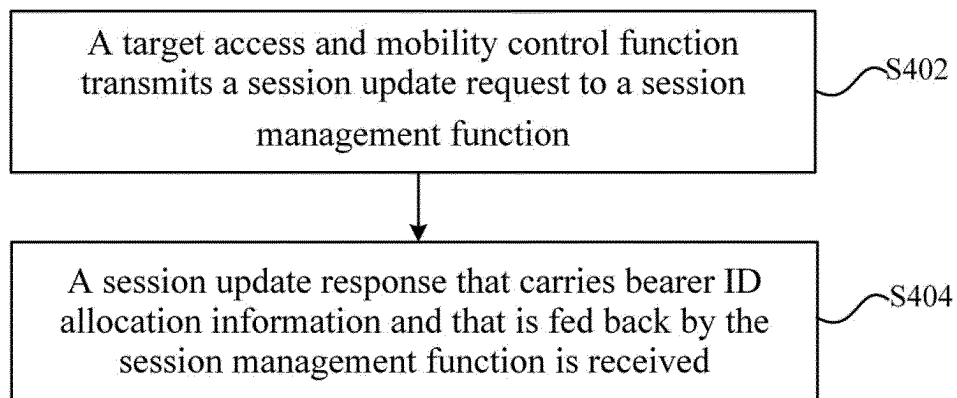 A target access and mobility control function
transmits a session update request to a session
management function
S402
A session update response that carries bearer ID
allocation information and that is fed back by the
session management function is received
S404